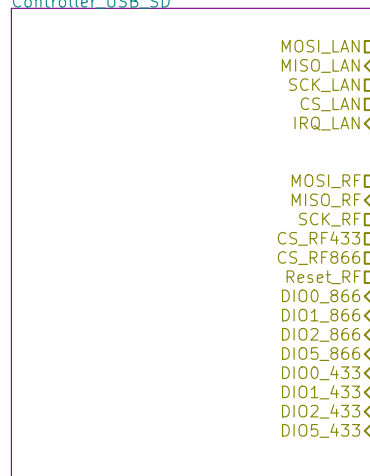 Controller_USB_SD
MOSI_LAN
MISO_LAN
SCK_LAN
CS_LAN
IRQ_LAN
MOSI_RF
MISO_RF
SCK_RF
CS_RF433
CS_RF866
Reset_RF
DIO0_866
DIO1_866
DIO2_866
DIO5_866
DIO0_433
DIO1_433
DIO2_433
DIO5_433